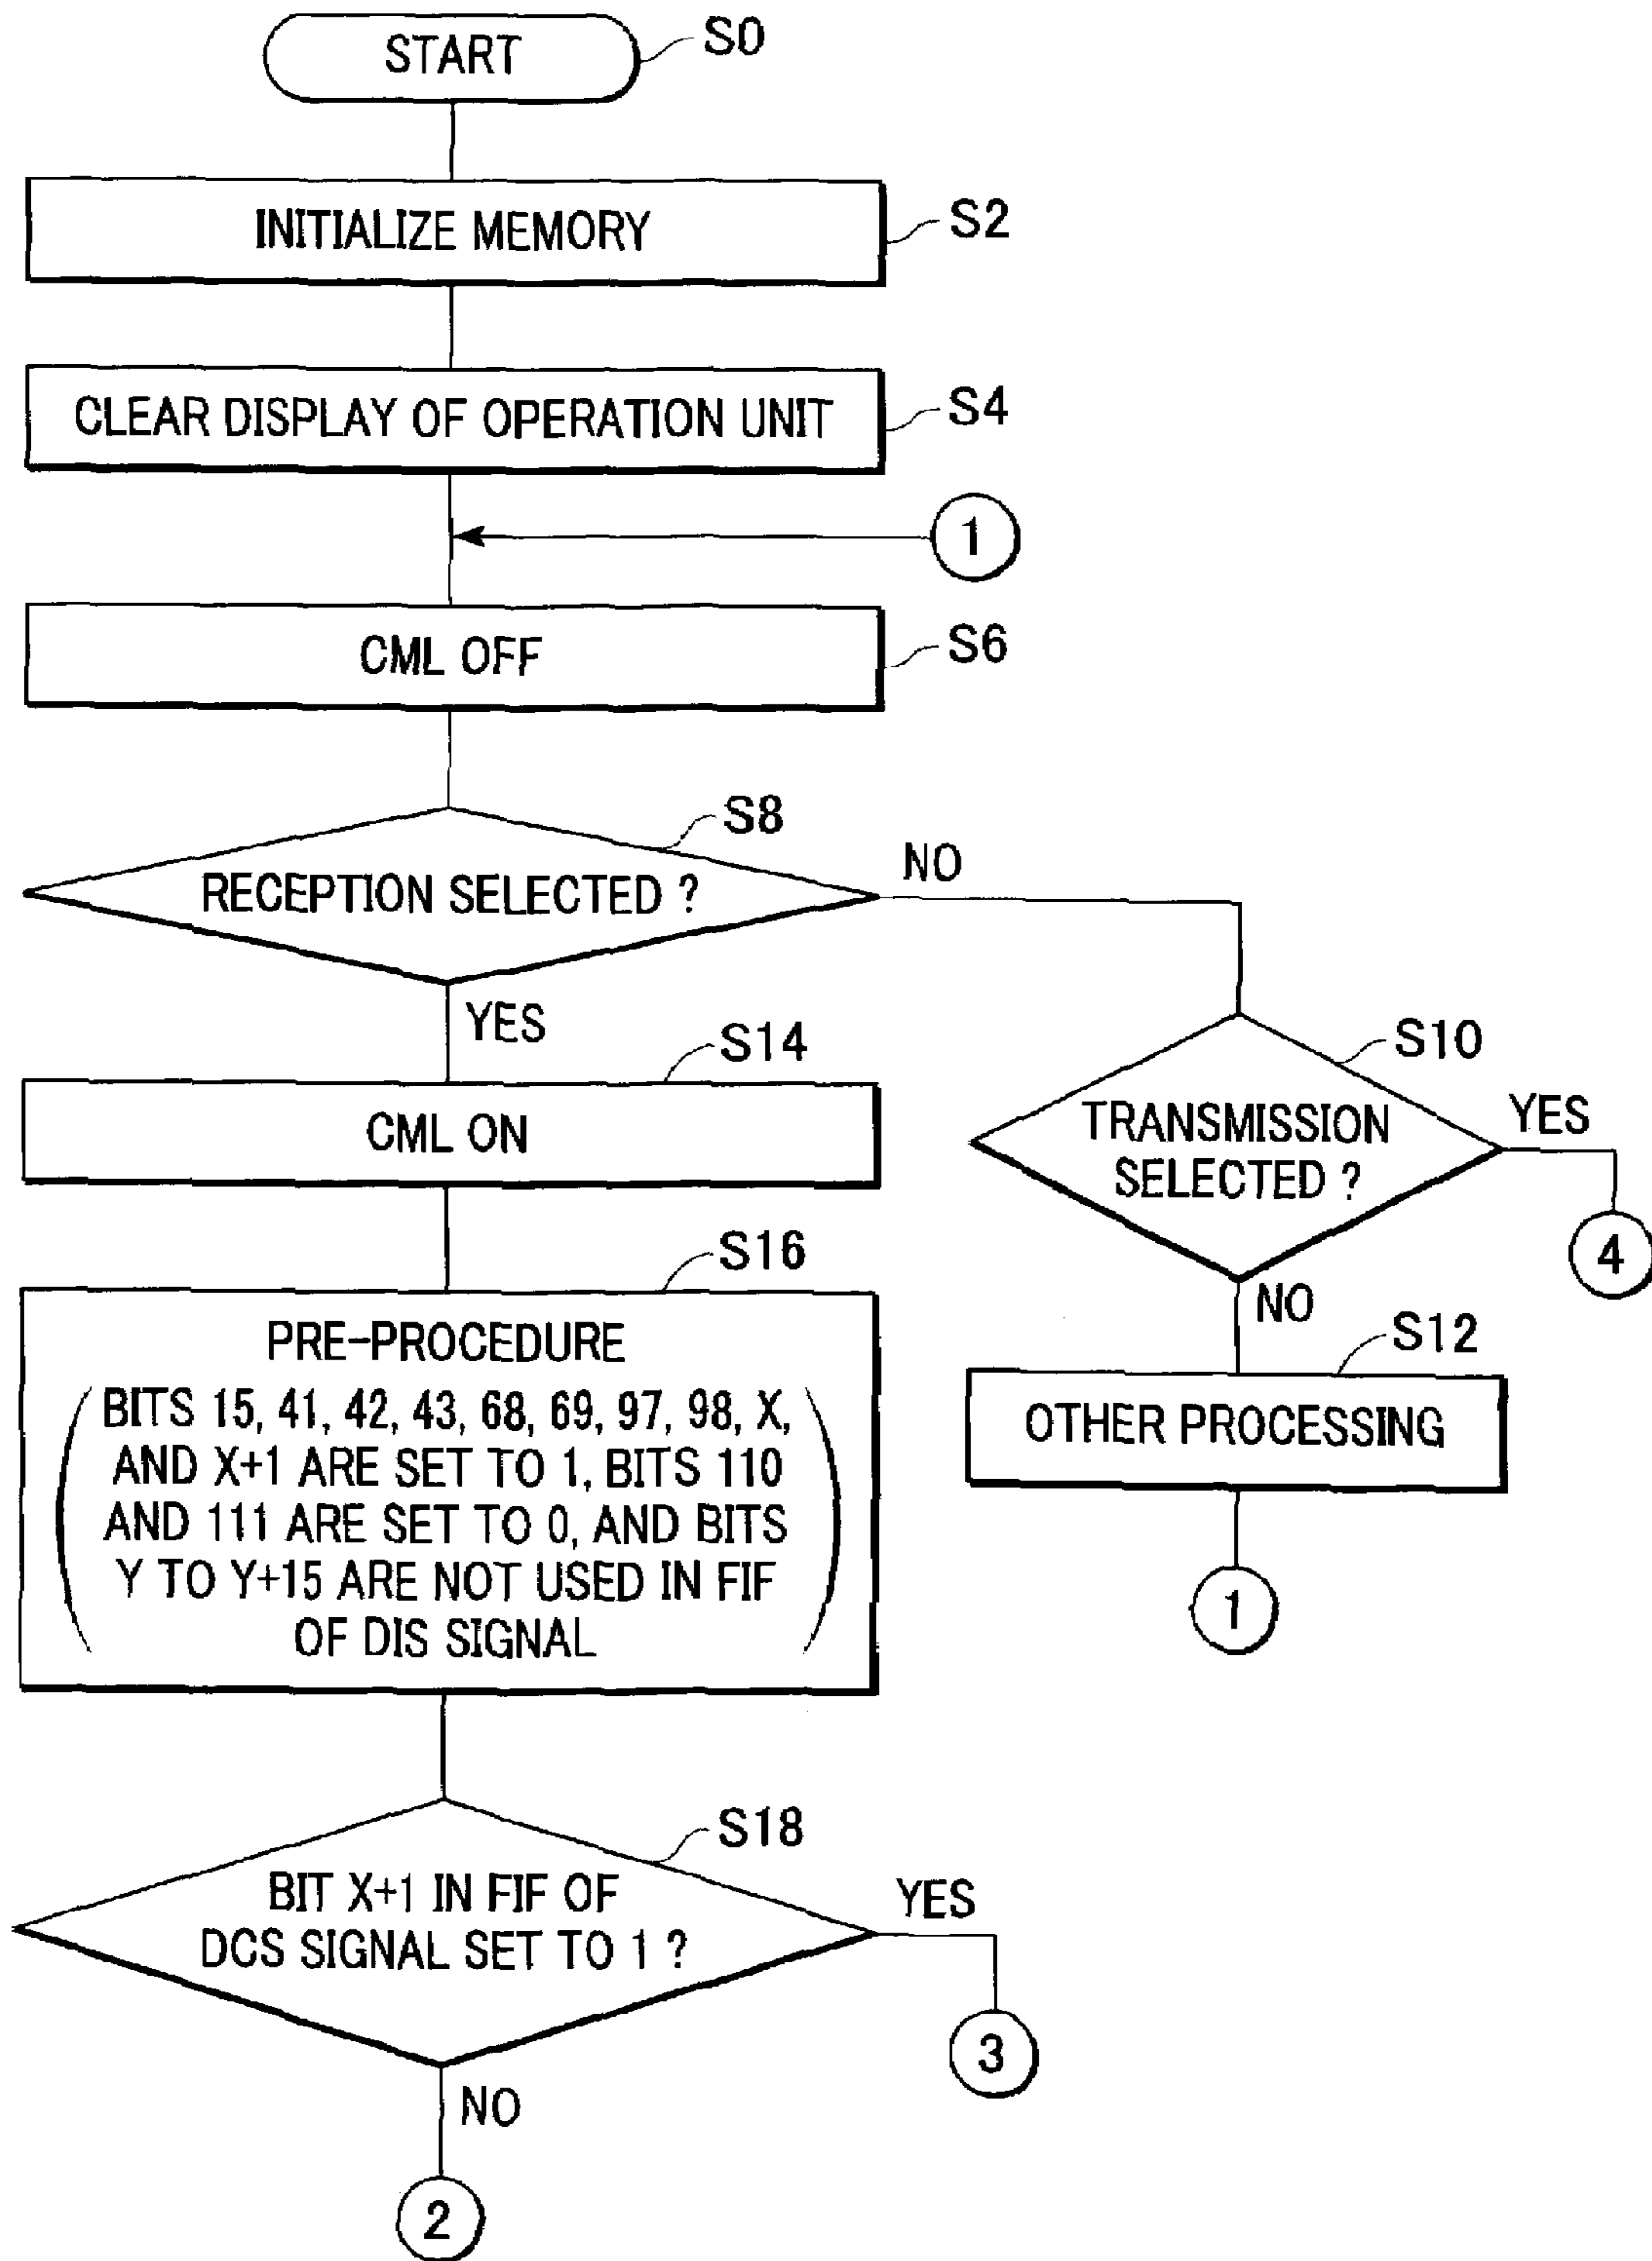 START
S0
INITIALIZE MEMORY
S2
CLEAR DISPLAY OF OPERATION UNIT
S4
1
CML OFF
S6
S8
RECEPTION SELECTED ?
NO
YES
S14
CML ON
S10
TRANSMISSION
SELECTED ?
YES
4
NO
S12
OTHER PROCESSING
1
S16
PRE-PROCEDURE
BITS 15, 41, 42, 43, 68, 69, 97, 98, X,
AND X+1 ARE SET TO 1, BITS 110
AND 111 ARE SET TO 0, AND BITS
Y TO Y+15 ARE NOT USED IN FIF
OF DIS SIGNAL
S18
BIT X+1 IN FIF OF
DCS SIGNAL SET TO 1 ?
YES
3
NO
2